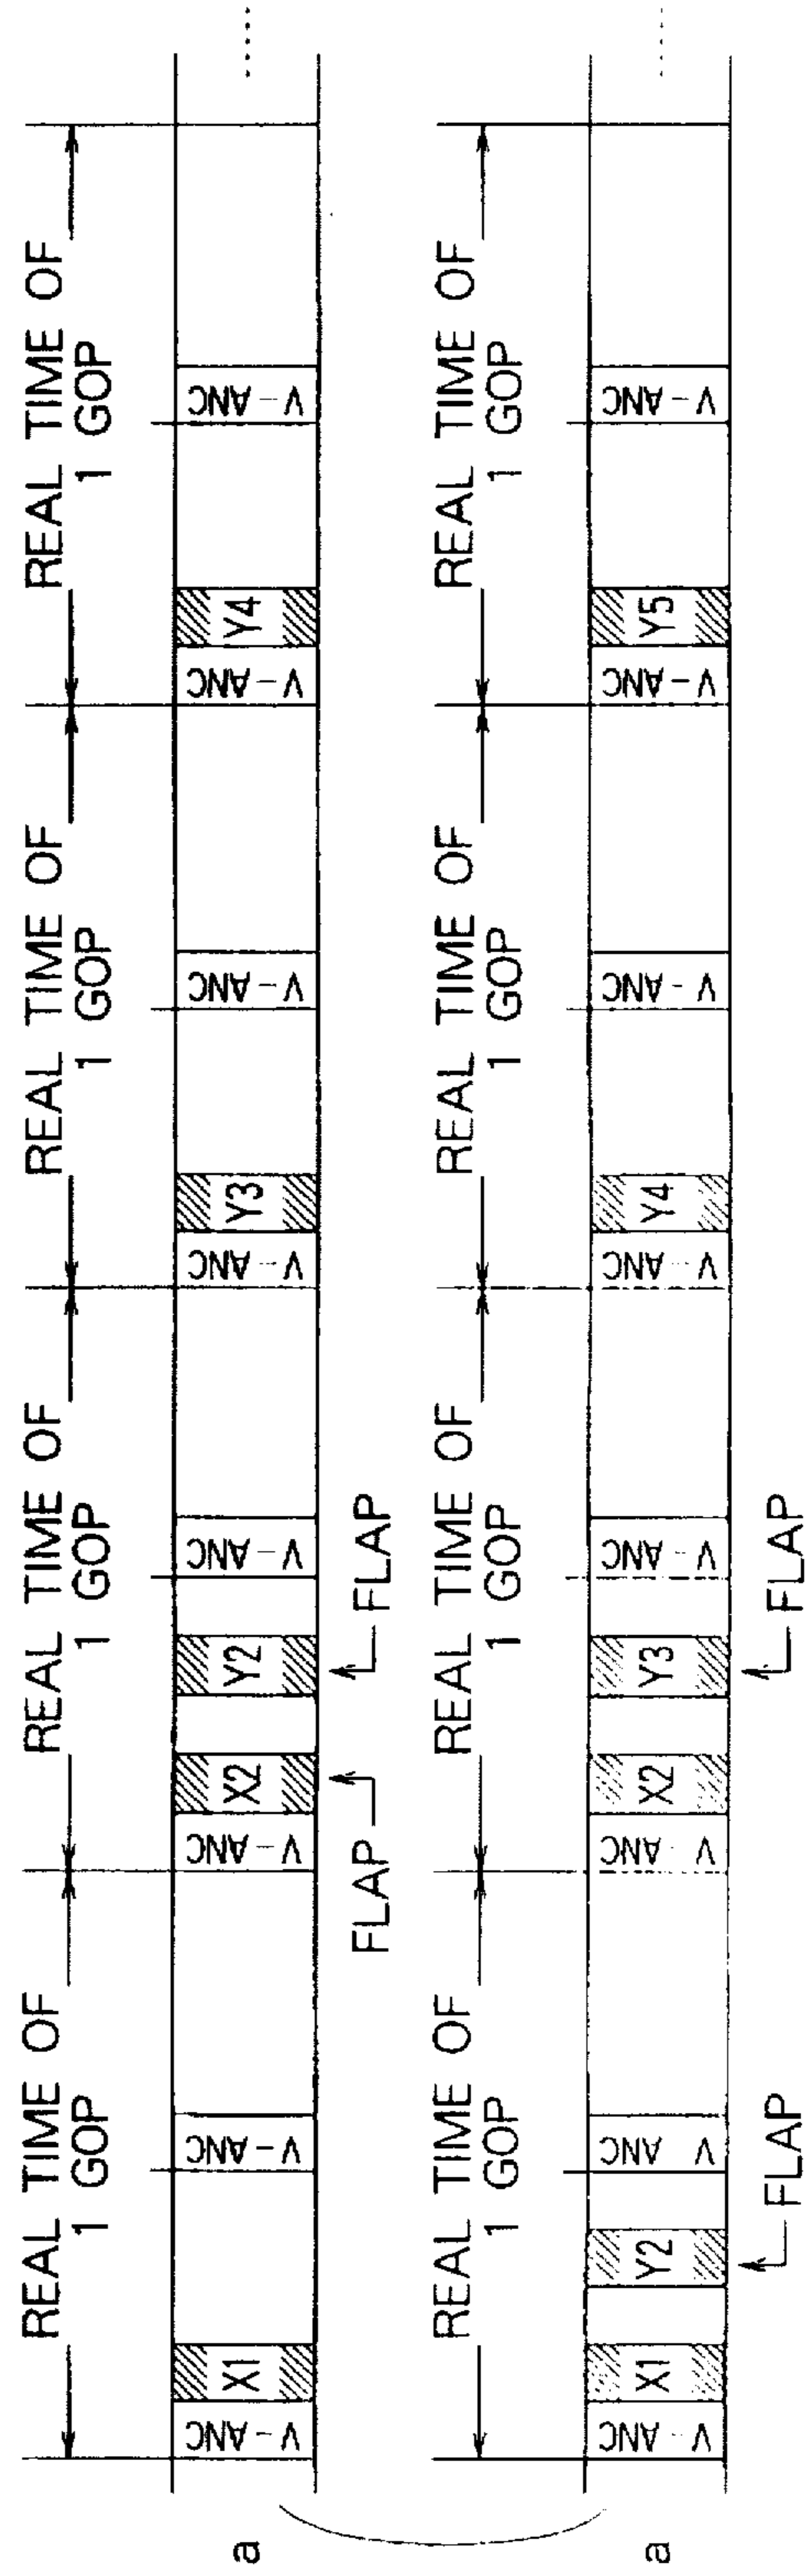 REAL TIME OF
1 GOP
REAL TIME OF
1 GOP
REAL TIME OF
1 GOP
REAL TIME OF
1 GOP
a
V-ANC
X1
V-ANC
V-ANC
X2
Y2
V-ANC
V-ANC
Y3
V-ANC
V-ANC
Y4
V-ANC
......
FLAP
FLAP
REAL TIME OF
1 GOP
REAL TIME OF
1 GOP
REAL TIME OF
1 GOP
REAL TIME OF
1 GOP
a
V-ANC
X1
Y2
V ANC
V-ANC
X2
Y3
V-ANC
V-ANC
Y4
V-ANC
V-ANC
Y5
V-ANC
......
FLAP
FLAP